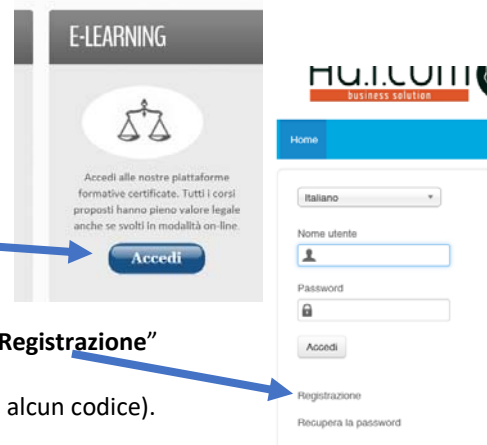 E-LEARNING
Accedi alle nostre piattaforme
formative certificate. Tutti i corsi
proposti hanno pieno valore legale
anche se svolti in modalità on-line.
Accedi
business solution
Home
Italiano
Nome utente
Password
Accedi
Registrazione
Recupera la password
Registrazione”
alcun codice).